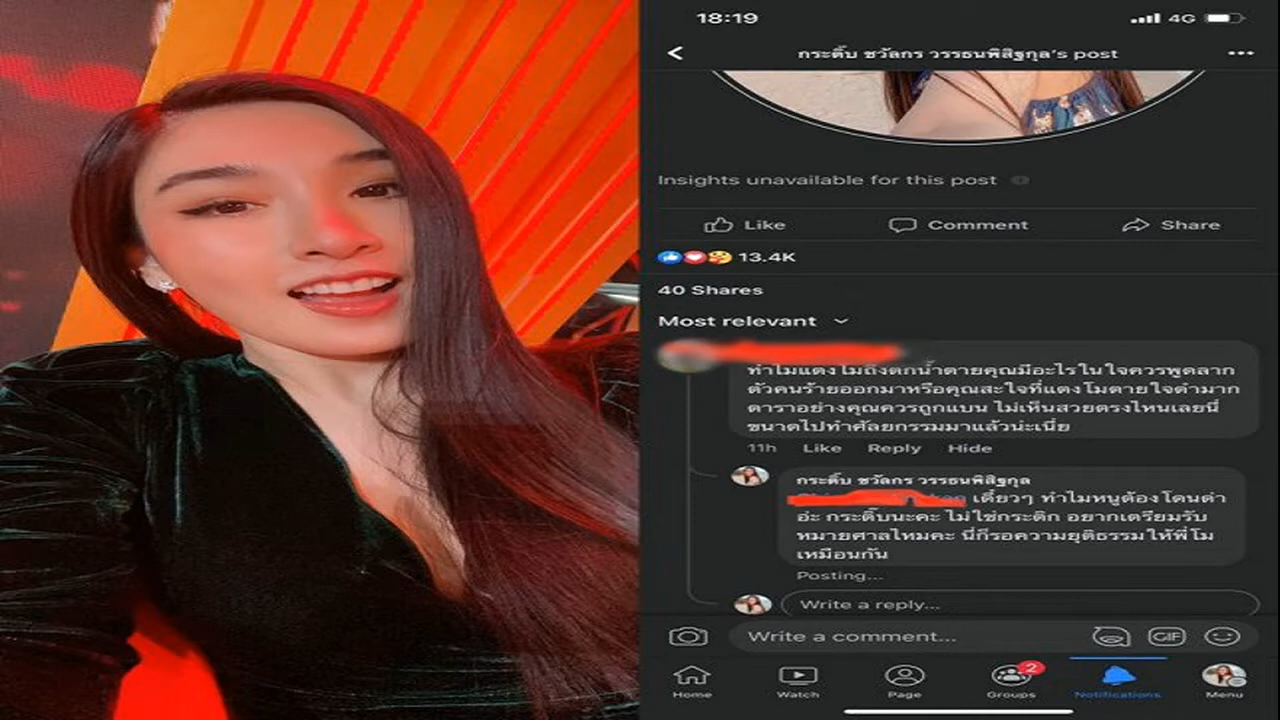 18:19
4G
กระติ๊บ ชวัลกร วรรธนพิสิฐกุล's post
Insights unavailable for this post
Like
Comment
Share
13.4K
40 Shares
Most relevant
ทำไมแตงโมถึงตกน้ำตายคุณมีอะไรในใจควรพูดลาก
ตัวคนร้ายออกมาหรือคุณสะใจที่แตงโมตายใจดำมาก
ดาราอย่างคุณควรถูกแบน ไม่เห็นสวยตรงไหนเลยนี่
ขนาดไปทำศัลยกรรมมาแล้วน่ะเนี่ย
11h Like Reply Hide
กระติ๊บ ชวัลกร วรรธนพิสิฐกุล
เดี๋ยวๆ ทำไมหนูต้องโดนด่า
อ่ะ กระติ๊บนะคะ ไม่ใช่กระติก อยากเตรียมรับ
หมายศาลไหมคะ นี่ก็รอความยุติธรรมให้พี่โม
เหมือนกัน
Posting...
Write a reply...
Write a comment...
GIF
2
Home
Watch
Page
Groups
Notifications
Menu